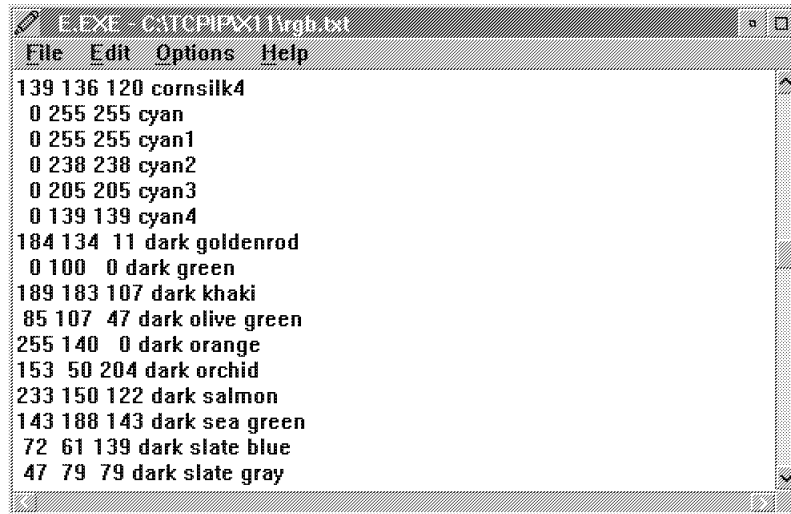 E.EXE - C:\TCPIP\X11\rgb.txt
File Edit Options Help
139 136 120 cornsilk4
0 255 255 cyan
0 255 255 cyan1
0 238 238 cyan2
0 205 205 cyan3
0 139 139 cyan4
184 134 11 dark goldenrod
0 100 0 dark green
189 183 107 dark khaki
85 107 47 dark olive green
255 140 0 dark orange
153 50 204 dark orchid
233 150 122 dark salmon
143 188 143 dark sea green
72 61 139 dark slate blue
47 79 79 dark slate gray